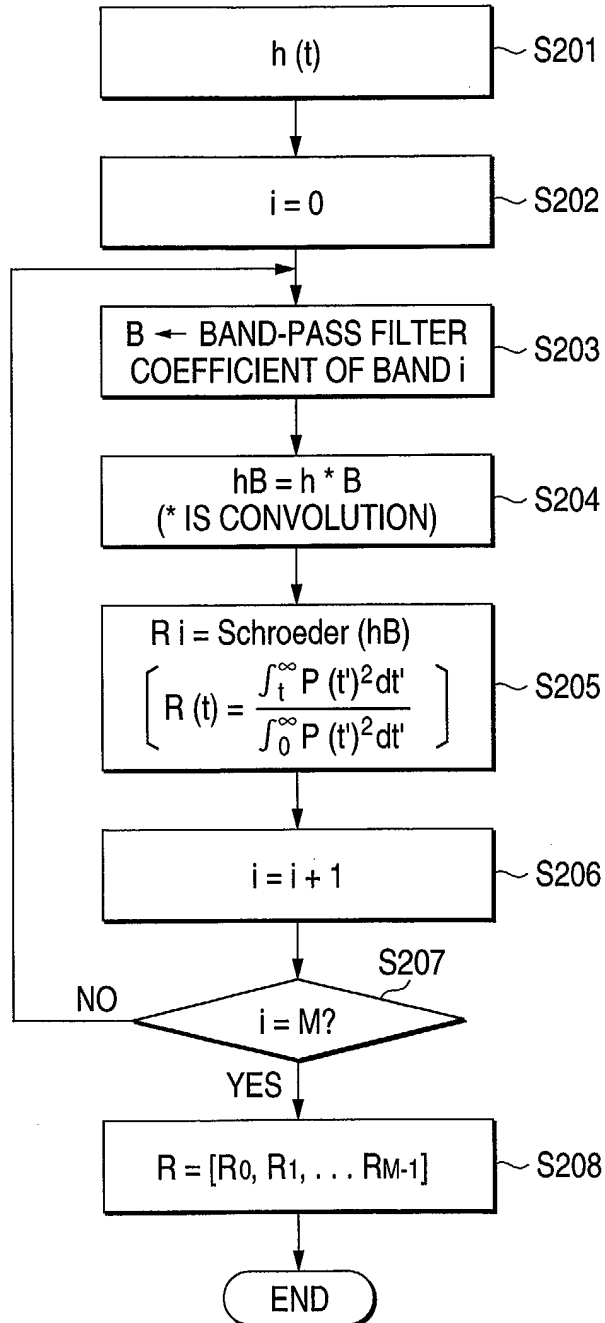 h (t)
S201
i = 0
S202
B ← BAND-PASS FILTER
COEFFICIENT OF BAND i
S203
hB = h * B
(* IS CONVOLUTION)
S204
R i = Schroeder (hB)
[ R (t) = ∫t∞ P (t')²dt' / ∫0∞ P (t')²dt' ]
S205
i = i + 1
S206
S207
NO
i = M?
YES
R = [R0, R1, . . . RM-1]
S208
END